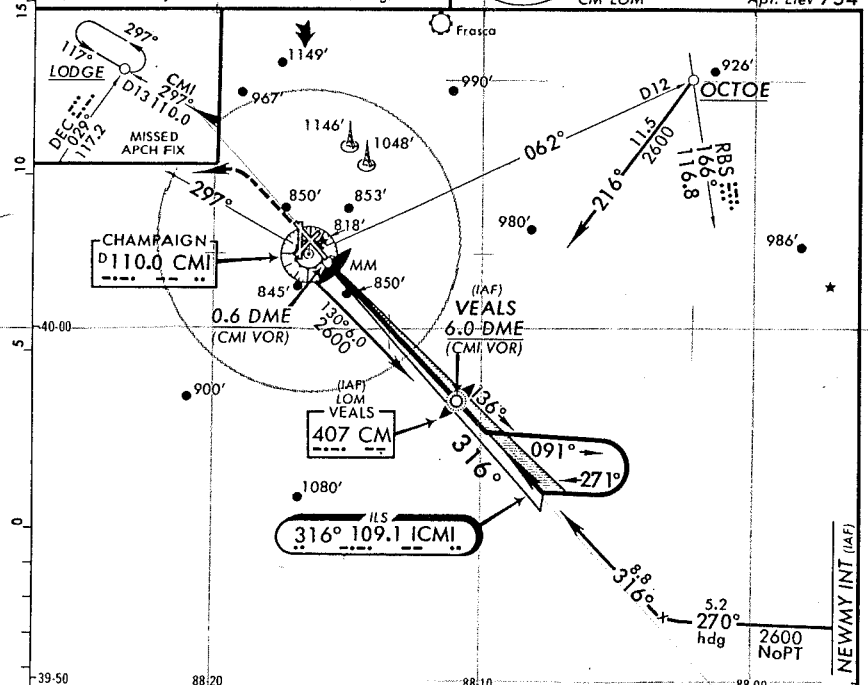 CM LOM
Apt. Elev 754
15
Frasca
1149'
297°
117°
LODGE
CMI
297°
D13 110.0
DEC
029°
117.2
MISSED
APCH FIX
967'
990'
926'
D12
OCTOE
1146'
1048'
062°
11.5
2600
216°
RBS
166°
116.8
10
297°
850'
853'
818'
980'
986'
CHAMPAIGN
D 110.0 CMI
MM
845'
850'
0.6 DME
(CMI VOR)
130° 6.0
2600
(IAF)
VEALS
6.0 DME
(CMI VOR)
40-00
5
900'
(IAF)
LOM
VEALS
407 CM
136°
316°
091°
271°
1080'
ILS
316° 109.1 ICMI
0
8.8
316°
5.2
270°
hdg
2600
NoPT
NEWMY INT (IAF)
39-50
88-20
88-10
88-00